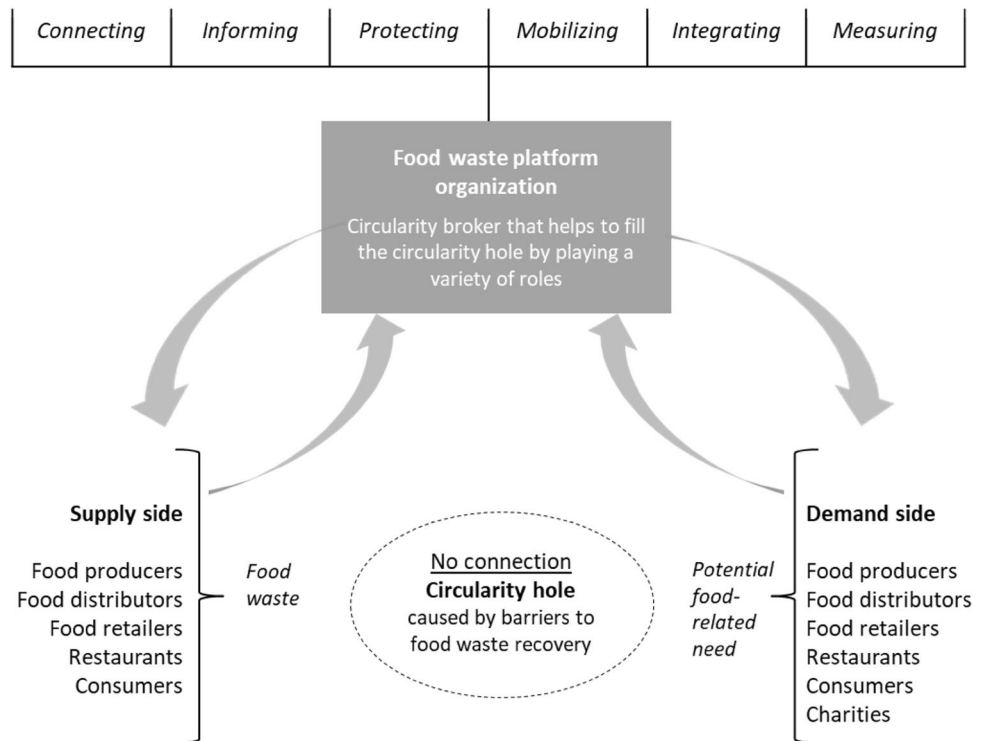 Connecting Informing Protecting Mobilizing Integrating Measuring
Food waste platform
organization
Circularity broker that helps to fill
the circularity hole by playing a
variety of roles
Supply side
Food producers
Food distributors
Food retailers
Restaurants
Consumers
Food
waste
No connection
Circularity hole
caused by barriers to
food waste recovery
Potential
food-
related
need
Demand side
Food producers
Food distributors
Food retailers
Restaurants
Consumers
Charities